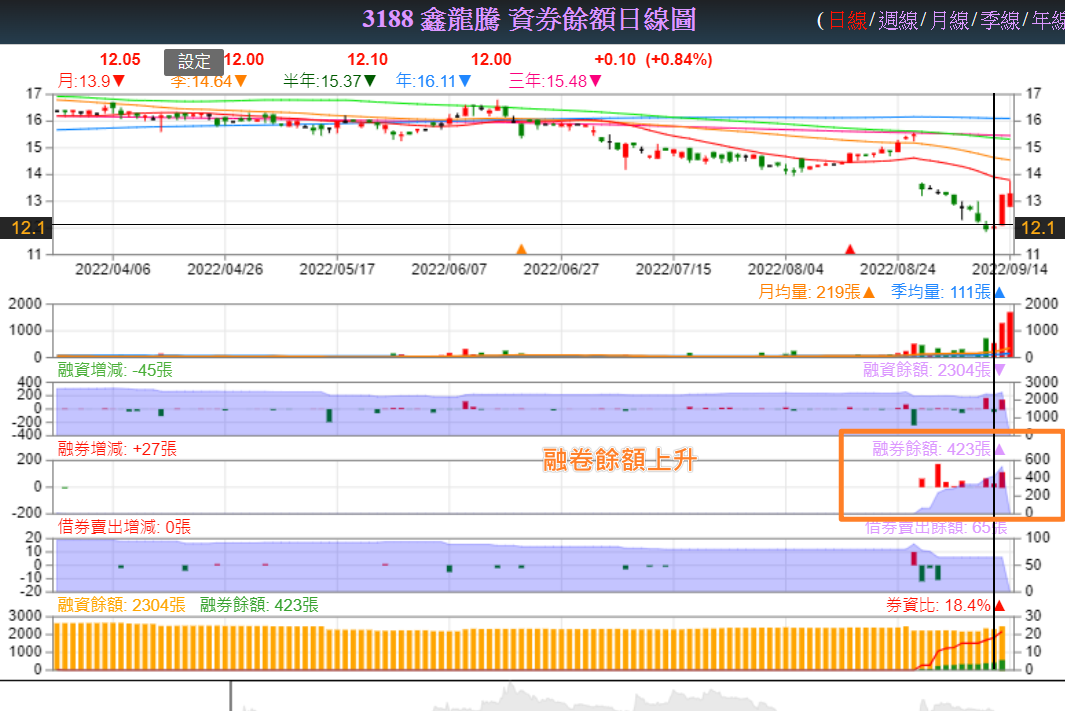 3188 鑫龍騰 資券餘額日線圖
( 日線/週線/月線/季線/年線
12.05 12.00 12.10 12.00 +0.10 (+0.84%)
設定
月:13.9▼ 季:14.64▼ 半年:15.37▼ 年:16.11▼ 三年:15.48▼
17 17
16 16
15 15
14 14
13 13
12.1 12.1
11 11
2022/04/06 2022/04/26 2022/05/17 2022/06/07 2022/06/27 2022/07/15 2022/08/04 2022/08/24 2022/09/14
月均量: 219張▲ 季均量: 111張▲
2000 2000
1000 1000
0 0
融資增減: -45張 融資餘額: 2304張▼
400 3000
200 2000
0 1000
-200
-400 0
融券增減: +27張 融卷餘額上升 融券餘額: 423張▲
200 600
0 400
200
-200 0
借券賣出增減: 0張 借券賣出餘額: 65張
20 100
10
0 50
-10
-20 0
融資餘額: 2304張 融券餘額: 423張 券資比: 18.4%▲
3000 30
2000 20
1000 10
0 0